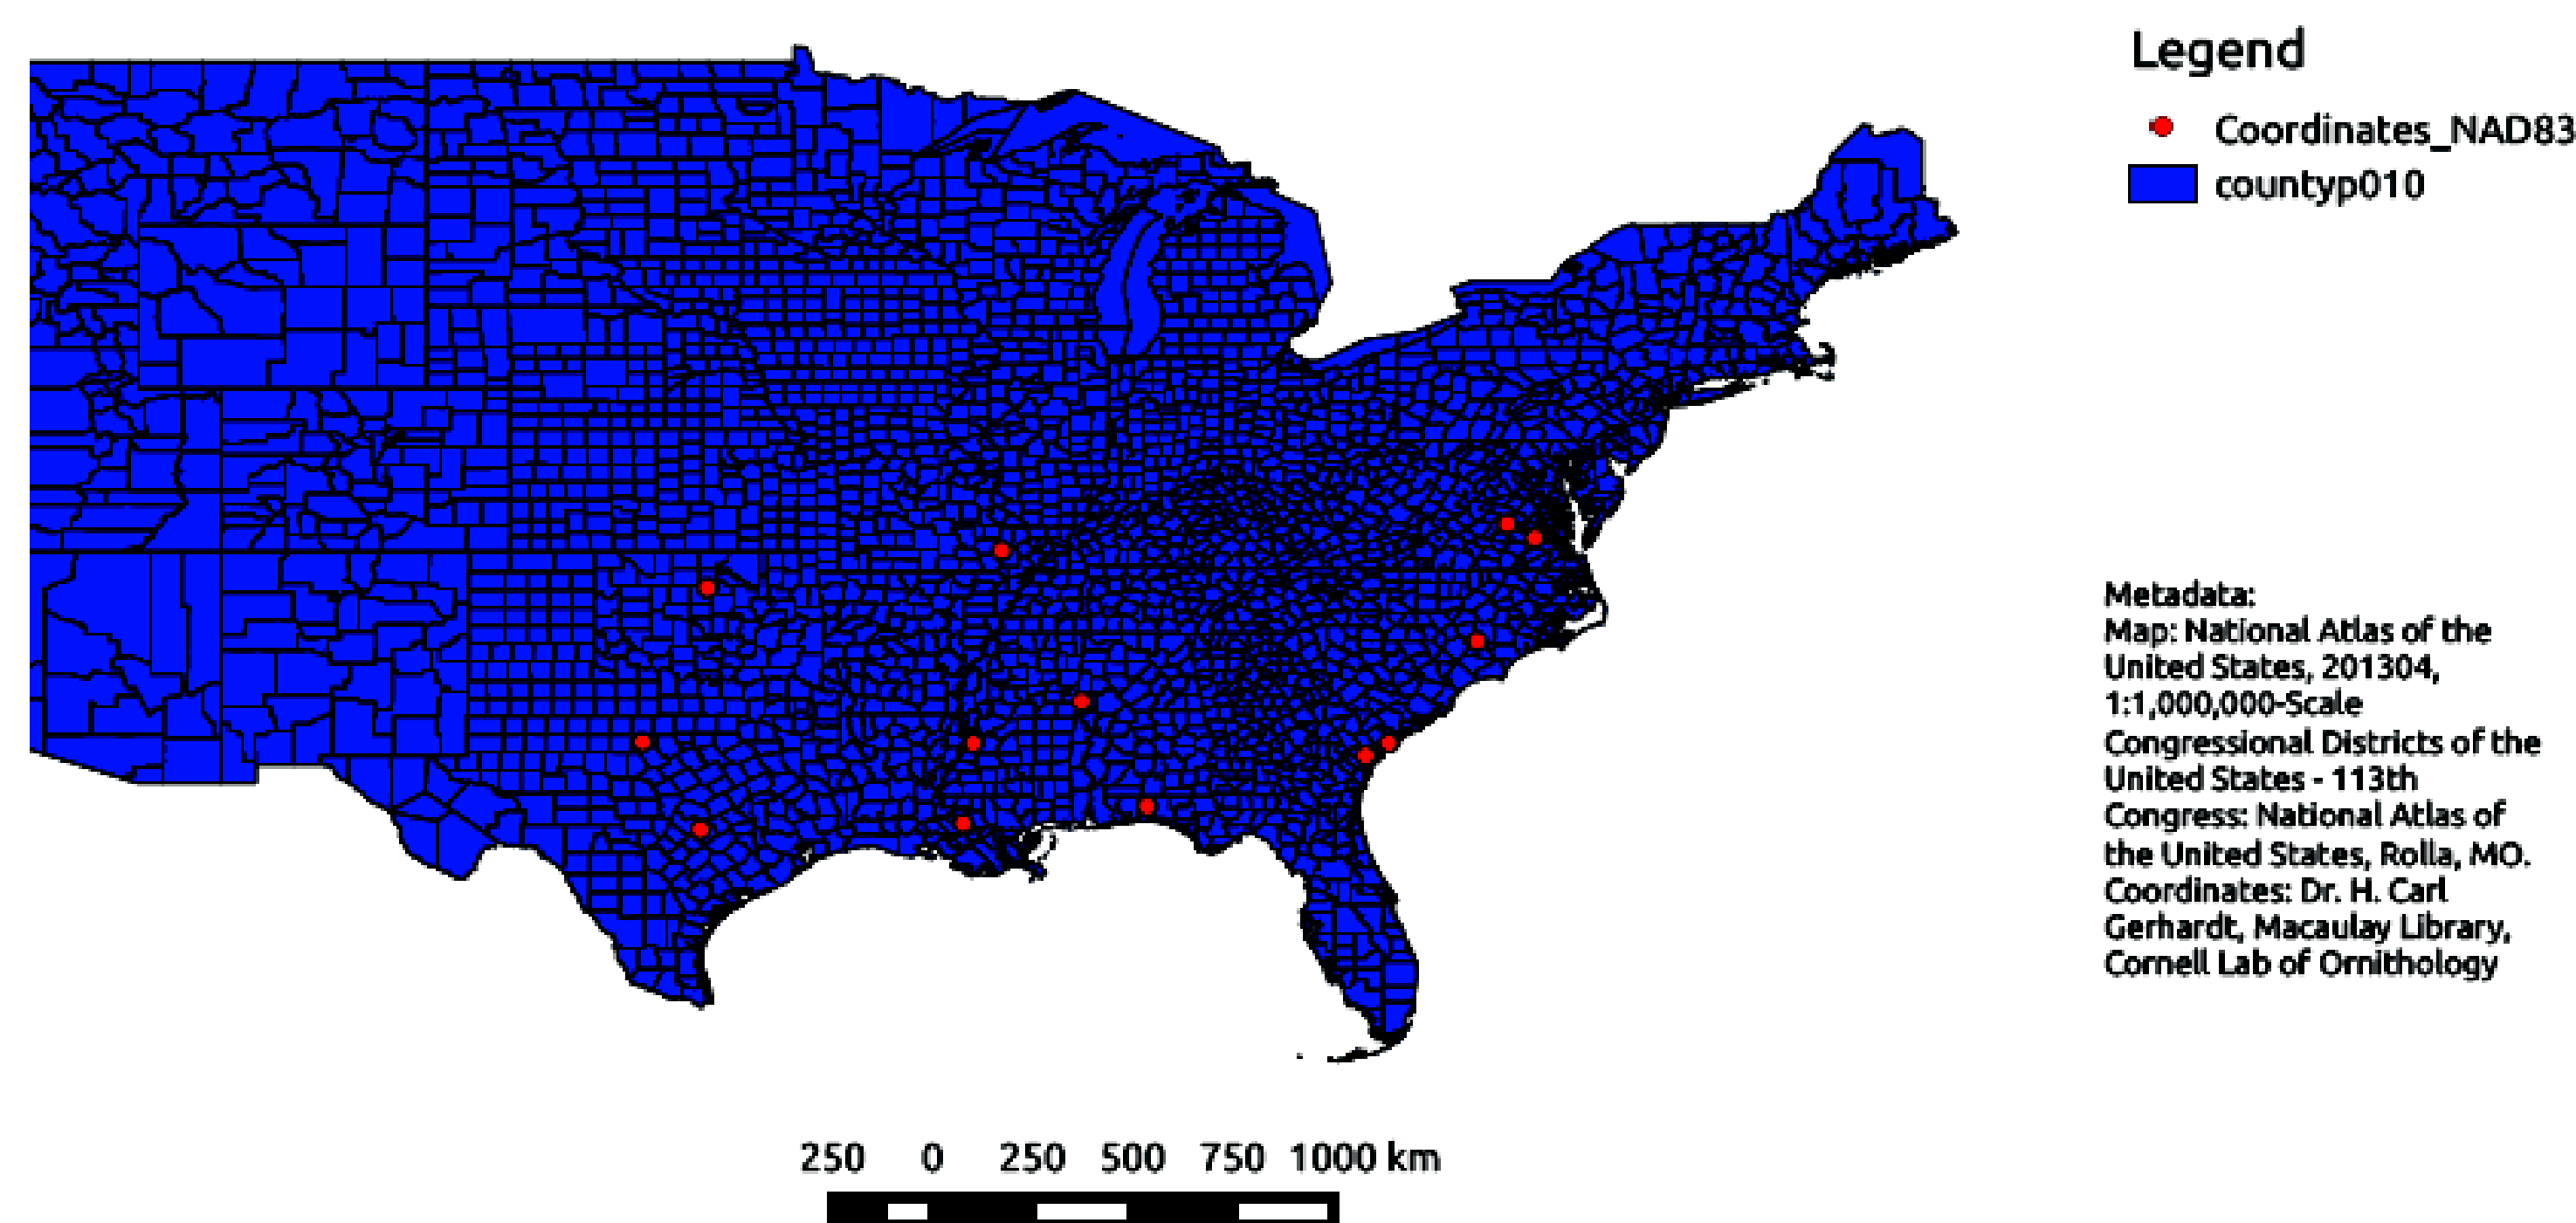 Legend
Coordinates_NAD83
countyp010
Metadata:
Map: National Atlas of the
United States, 201304,
1:1,000,000-Scale
Congressional Districts of the
United States - 113th
Congress: National Atlas of
the United States, Rolla, MO.
Coordinates: Dr. H. Carl
Gerhardt, Macaulay Library,
Cornell Lab of Ornithology
250 0 250 500 750 1000 km